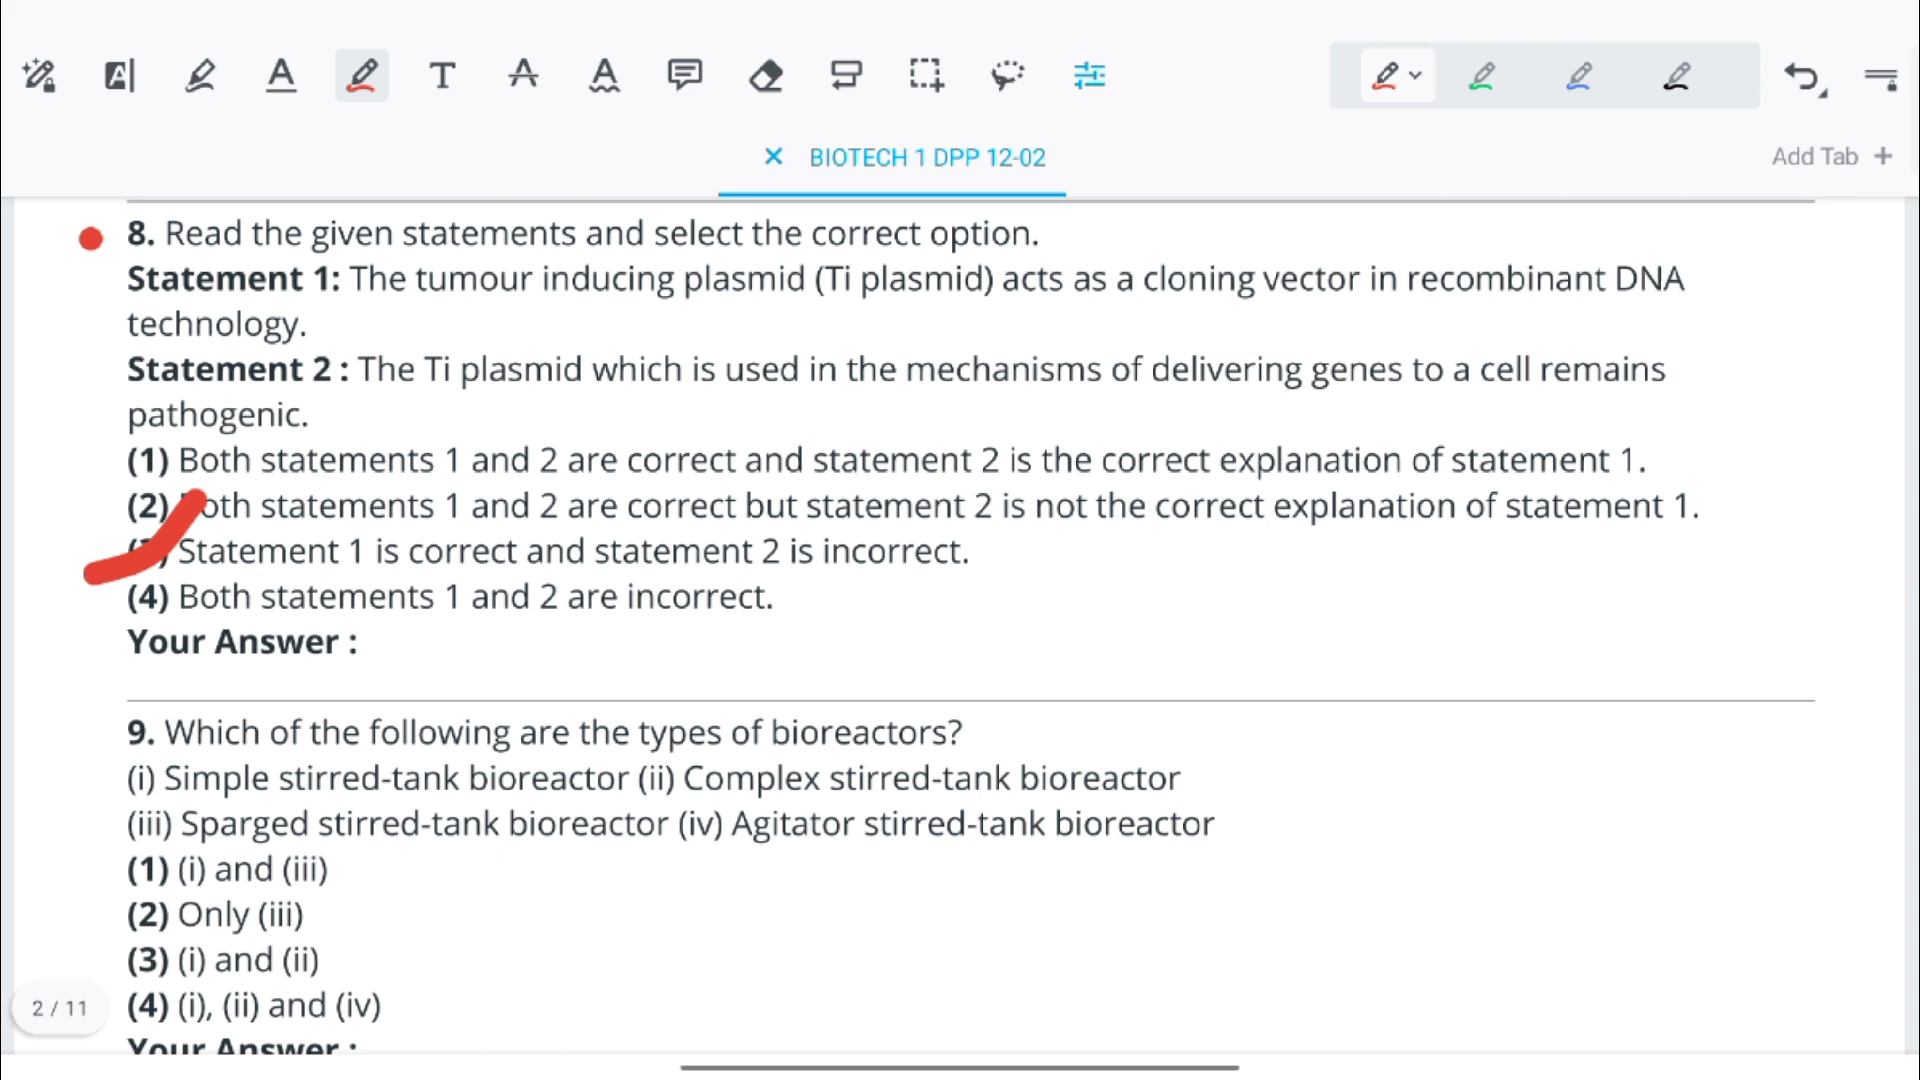 BIOTECH 1 DPP 12-02
Add Tab +
8. Read the given statements and select the correct option.
Statement 1: The tumour inducing plasmid (Ti plasmid) acts as a cloning vector in recombinant DNA
technology.
Statement 2 : The Ti plasmid which is used in the mechanisms of delivering genes to a cell remains
pathogenic.
(1) Both statements 1 and 2 are correct and statement 2 is the correct explanation of statement 1.
(2) Both statements 1 and 2 are correct but statement 2 is not the correct explanation of statement 1.
(3) Statement 1 is correct and statement 2 is incorrect.
(4) Both statements 1 and 2 are incorrect.
Your Answer :
9. Which of the following are the types of bioreactors?
(i) Simple stirred-tank bioreactor (ii) Complex stirred-tank bioreactor
(iii) Sparged stirred-tank bioreactor (iv) Agitator stirred-tank bioreactor
(1) (i) and (iii)
(2) Only (iii)
(3) (i) and (ii)
(4) (i), (ii) and (iv)
2 / 11
Your Answer :